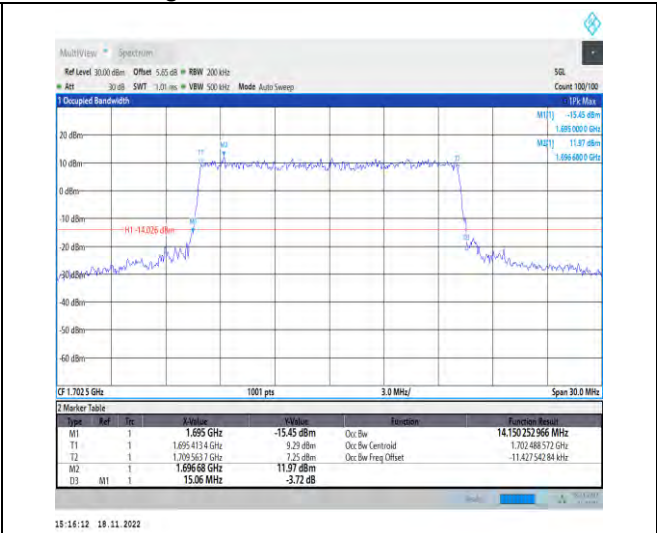 MultiView Spectrum
Ref Level 30.00 dBm Offset 5.85 dB RBW 200 kHz SGL
Att 30 dB SWT 1.01 ms VBW 500 kHz Mode Auto Sweep Count 100/100
1 Occupied Bandwidth 1Pk Max
M1[1] -15.45 dBm
1.695 000 0 GHz
M2[1] 11.97 dBm
1.696 680 0 GHz
20 dBm
M2
T1
10 dBm
0 dBm
-10 dBm
M1
H1 -14.026 dBm
-20 dBm
-30 dBm
-40 dBm
-50 dBm
-60 dBm
CF 1.702 5 GHz 1001 pts 3.0 MHz/ Span 30.0 MHz
2 Marker Table
Type Ref Trc X-Value Y-Value Function Function Result
M1 1 1.695 GHz -15.45 dBm Occ Bw 14.150 252 966 MHz
T1 1 1.695 413 4 GHz 9.29 dBm Occ Bw Centroid 1.702 488 572 GHz
T2 1 1.709 563 7 GHz 7.25 dBm Occ Bw Freq Offset -11.427 542 84 kHz
M2 1 1.696 68 GHz 11.97 dBm
D3 M1 1 15.06 MHz -3.72 dB
15:16:12 18.11.2022